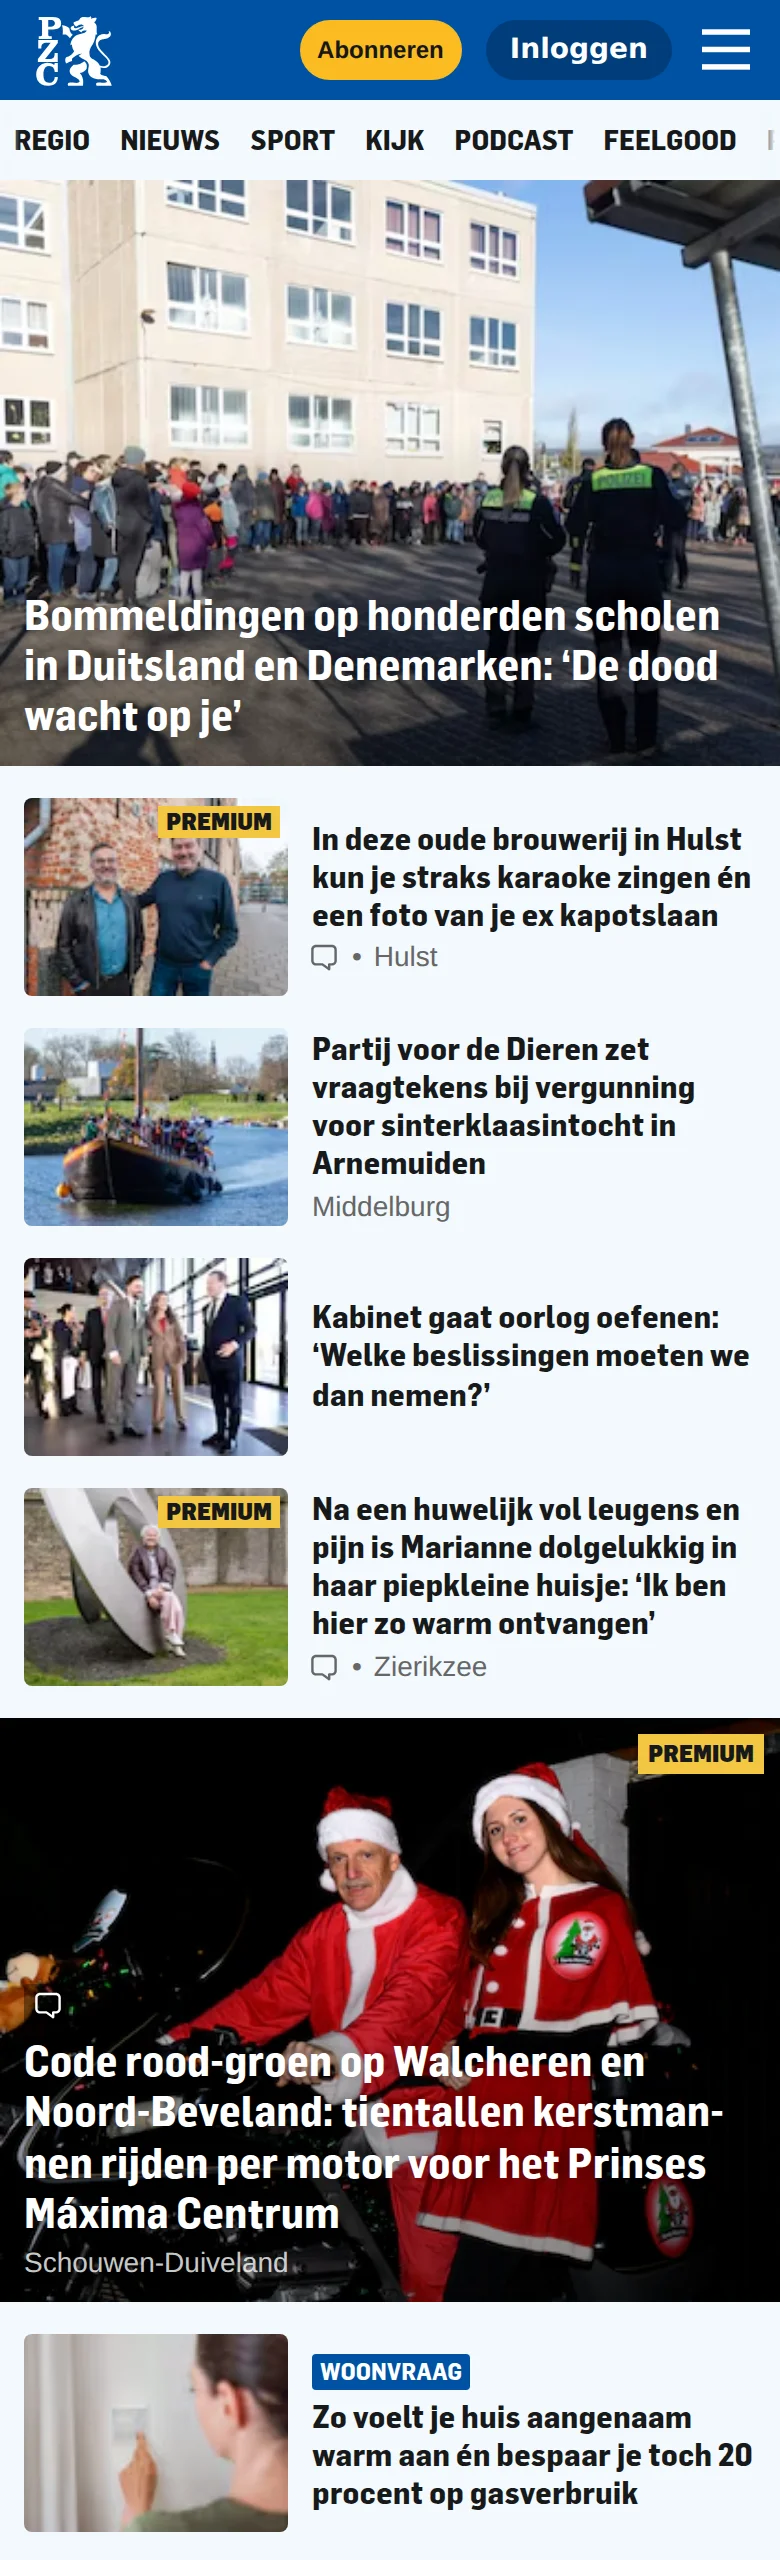 PZC
Abonneren
Inloggen
REGIO NIEUWS SPORT KIJK PODCAST FEELGOOD
POLIZEI
Bommeldingen op honderden scholen
in Duitsland en Denemarken: ‘De dood
wacht op je’
PREMIUM
In deze oude brouwerij in Hulst
kun je straks karaoke zingen én
een foto van je ex kapotslaan
• Hulst
Partij voor de Dieren zet
vraagtekens bij vergunning
voor sinterklaasintocht in
Arnemuiden
Middelburg
Kabinet gaat oorlog oefenen:
‘Welke beslissingen moeten we
dan nemen?’
PREMIUM
Na een huwelijk vol leugens en
pijn is Marianne dolgelukkig in
haar piepkleine huisje: ‘Ik ben
hier zo warm ontvangen’
• Zierikzee
PREMIUM
Code rood-groen op Walcheren en
Noord-Beveland: tientallen kerstman-
nen rijden per motor voor het Prinses
Máxima Centrum
Schouwen-Duiveland
WOONVRAAG
Zo voelt je huis aangenaam
warm aan én bespaar je toch 20
procent op gasverbruik